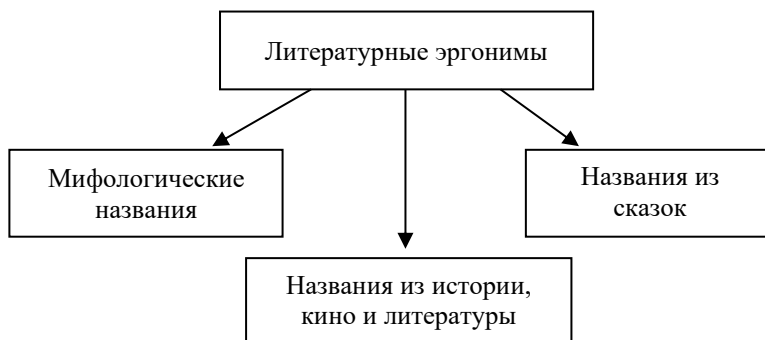 Литературные эргонимы
Мифологические
названия
Названия из
сказок
Названия из истории,
кино и литературы